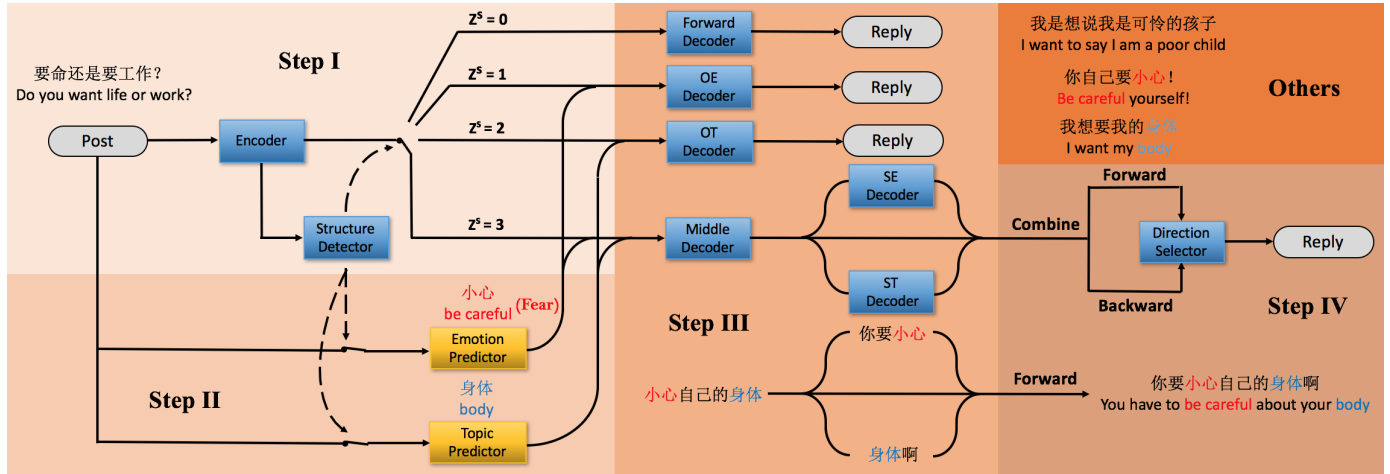 Step I
要命还是要工作?
Do you want life or work?
Post
Encoder
Structure
Detector
Zˢ = 0
Zˢ = 1
Zˢ = 2
Zˢ = 3
Step II
小心
be careful
(Fear)
Emotion
Predictor
身体
body
Topic
Predictor
Forward
Decoder
Reply
OE
Decoder
Reply
OT
Decoder
Reply
Middle
Decoder
SE
Decoder
ST
Decoder
Step III
你要小心
小心自己的身体
身体啊
我是想说我是可怜的孩子
I want to say I am a poor child
你自己要小心!
Be careful yourself!
我想要我的身体
I want my body
Others
Combine
Forward
Backward
Direction
Selector
Reply
Step IV
Forward
你要小心自己的身体啊
You have to be careful about your body